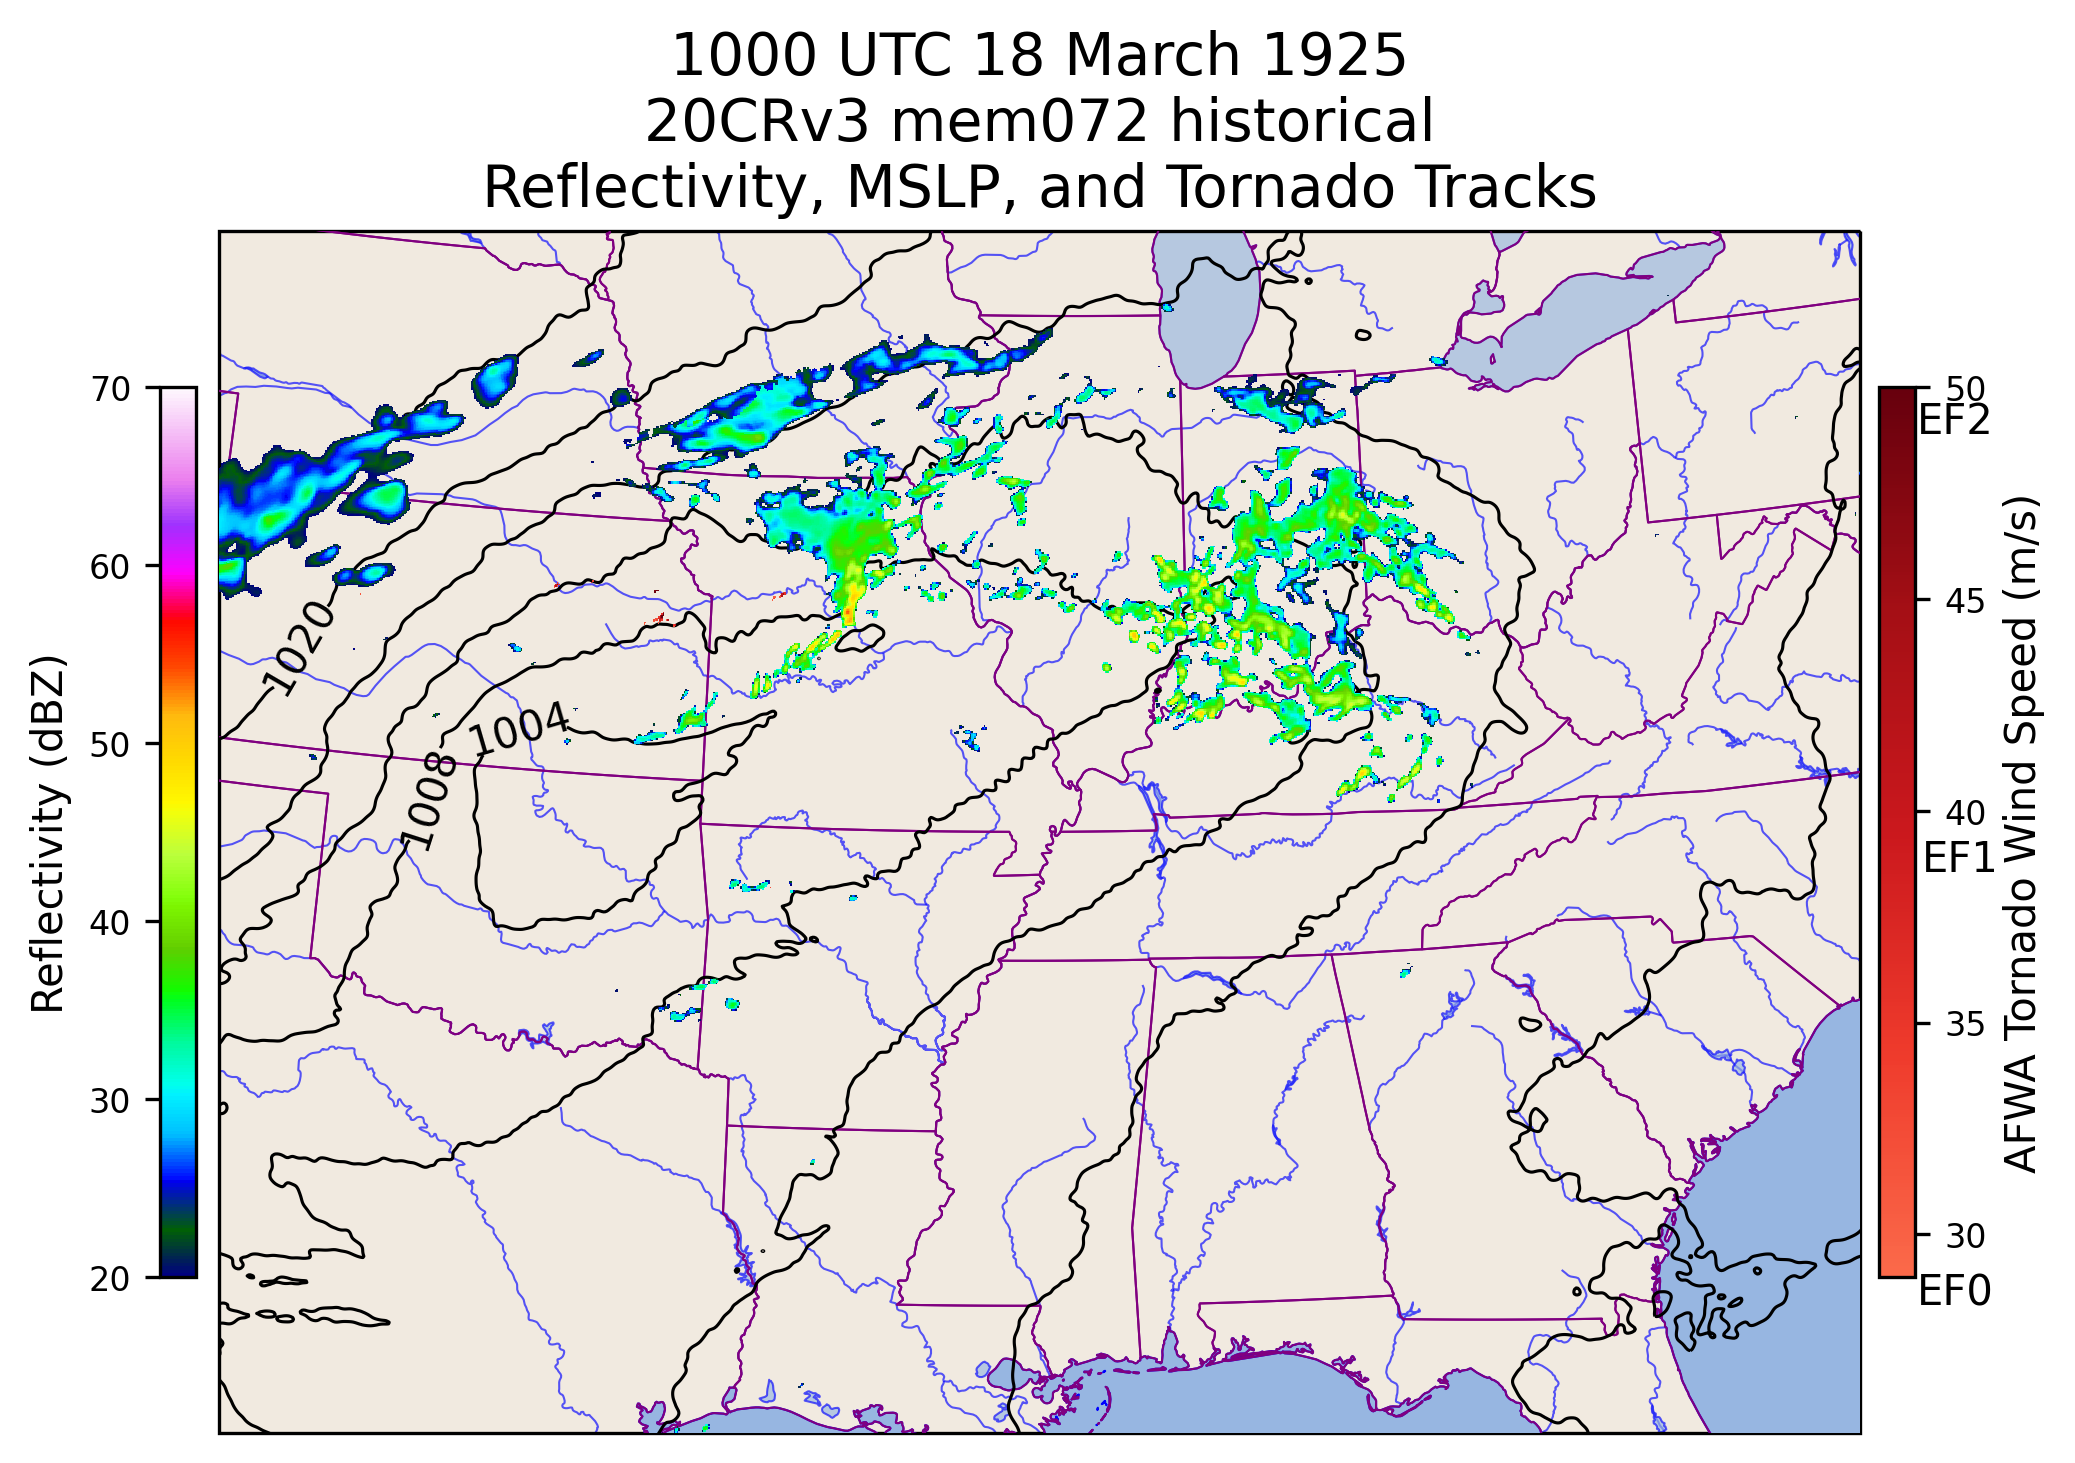 1000 UTC 18 March 1925
20CRv3 mem072 historical
Reflectivity, MSLP, and Tornado Tracks
Reflectivity (dBZ)
70
60
50
40
30
20
1020
1008
1004
50
EF2
45
40
EF1
35
30
EF0
AFWA Tornado Wind Speed (m/s)